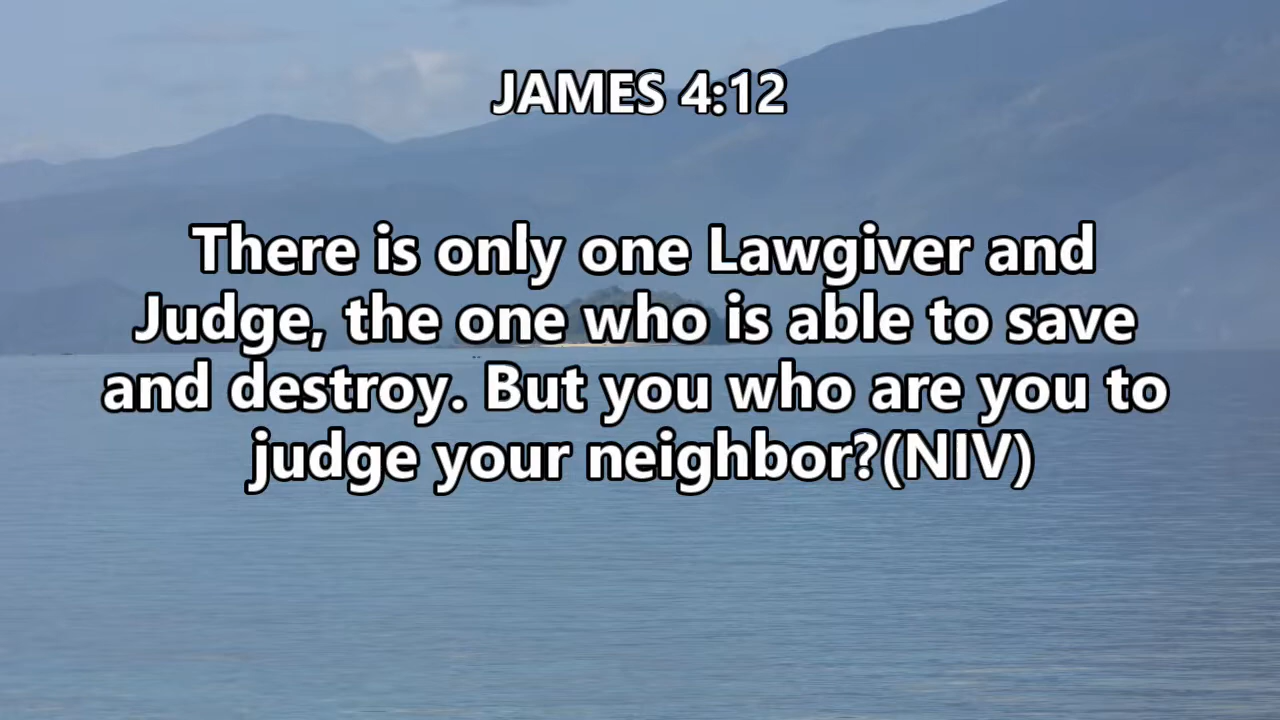 JAMES 4:12
There is only one Lawgiver and
Judge, the one who is able to save
and destroy. But you who are you to
judge your neighbor?(NIV)